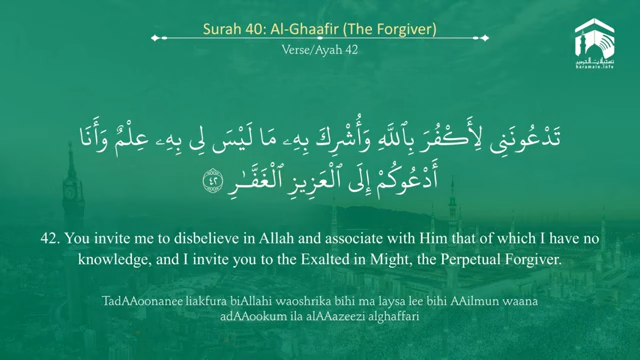 Surah 40: Al-Ghaafir (The Forgiver)
Verse/Ayah 42
haramain.info
تَدْعُونَنِى لِأَكْفُرَ بِٱللَّهِ وَأُشْرِكَ بِهِۦ مَا لَيْسَ لِى بِهِۦ عِلْمٌ وَأَنَا۠
أَدْعُوكُمْ إِلَى ٱلْعَزِيزِ ٱلْغَفَّـٰرِ ٤٢
42. You invite me to disbelieve in Allah and associate with Him that of which I have no
knowledge, and I invite you to the Exalted in Might, the Perpetual Forgiver.
TadAAoonanee liakfura biAllahi waoshrika bihi ma laysa lee bihi AAilmun waana
adAAookum ila alAAazeezi alghaffari